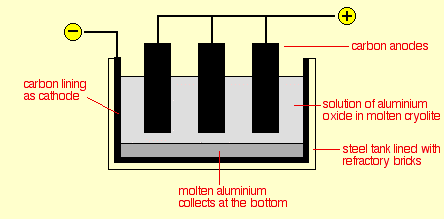 −
+
carbon anodes
carbon lining
as cathode
solution of aluminium
oxide in molten cryolite
steel tank lined with
refractory bricks
molten aluminium
collects at the bottom